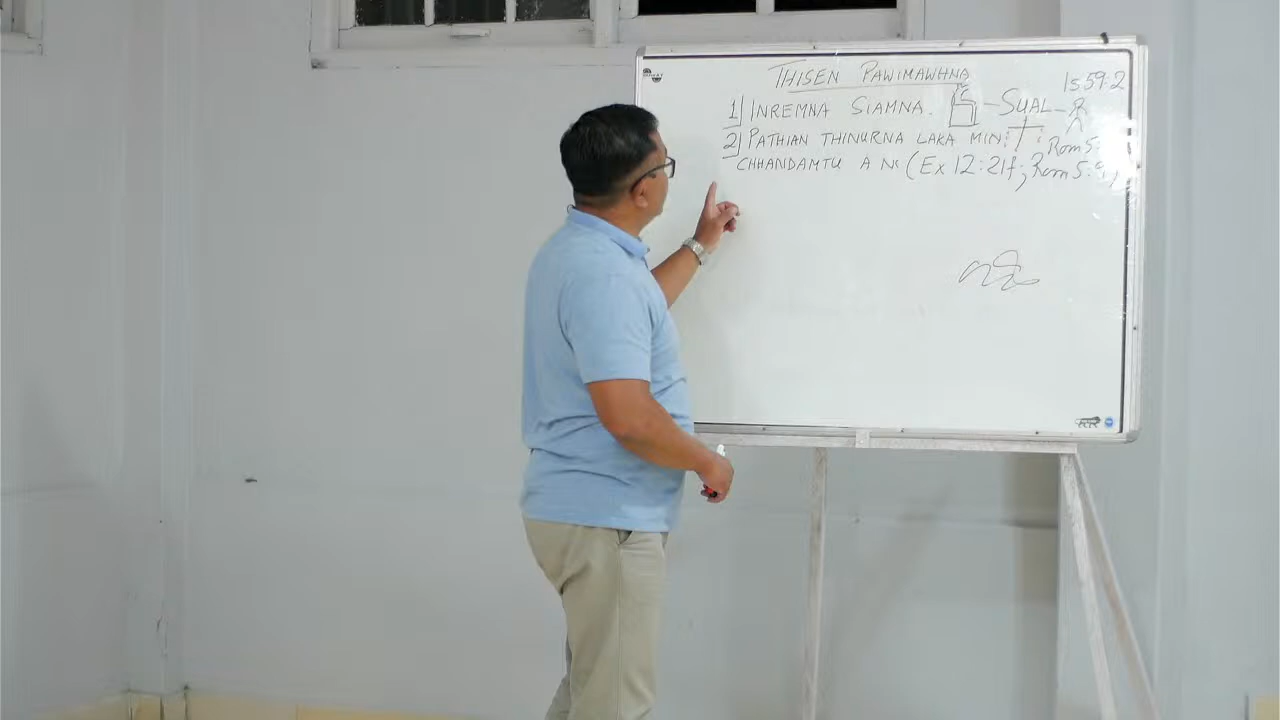 THISEN PAWIMAWHNA
Is 59:2
1] INREMNA SIAMNA. - SUAL -
2] PATHIAN THINURNA LAKA MIN: Rom 5:
CHHANDAMTU A NI (Ex 12:21f; Rom 5:9)